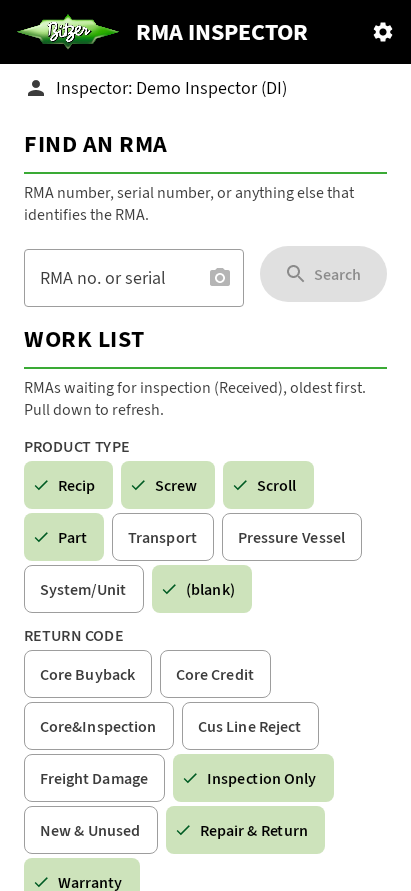 Bitzer RMA INSPECTOR
Inspector: Demo Inspector (DI)
FIND AN RMA
RMA number, serial number, or anything else that
identifies the RMA.
RMA no. or serial Search
WORK LIST
RMAs waiting for inspection (Received), oldest first.
Pull down to refresh.
PRODUCT TYPE
Recip Screw Scroll
Part Transport Pressure Vessel
System/Unit (blank)
RETURN CODE
Core Buyback Core Credit
Core&Inspection Cus Line Reject
Freight Damage Inspection Only
New & Unused Repair & Return
Warranty